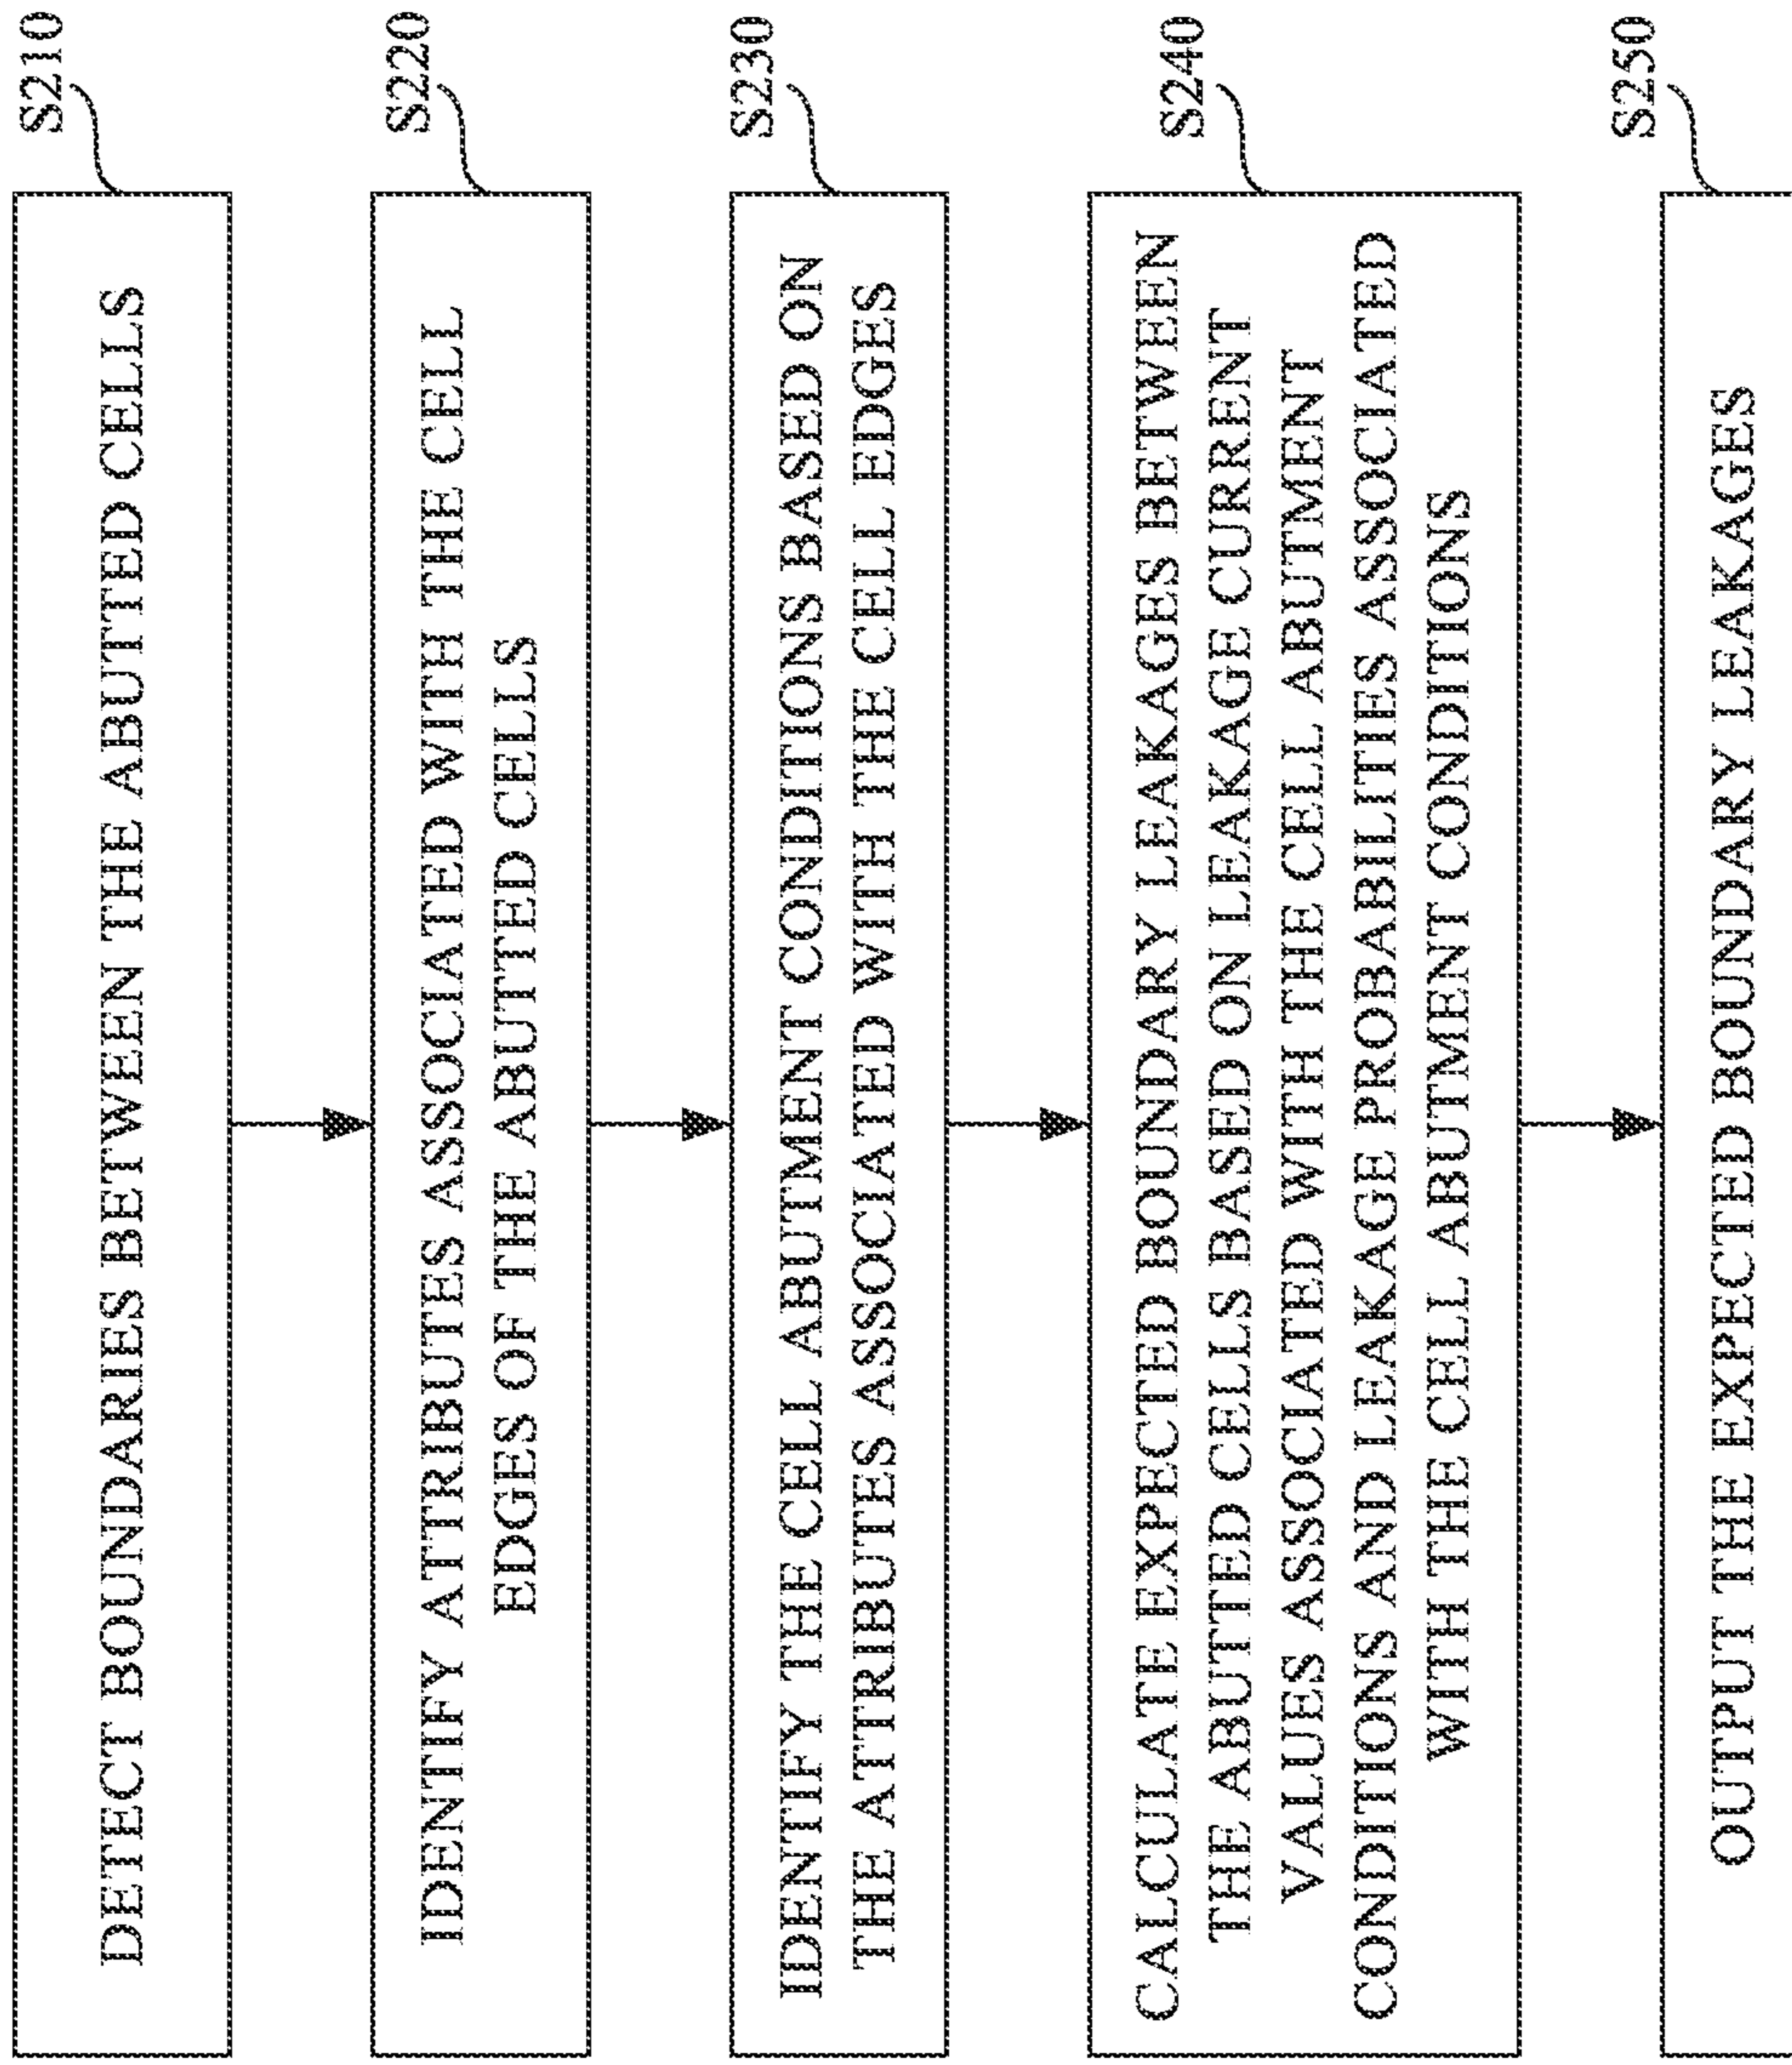 S210
DETECT BOUNDARIES BETWEEN THE ABUTTED CELLS
S220
IDENTIFY ATTRIBUTES ASSOCIATED WITH THE CELL
EDGES OF THE ABUTTED CELLS
S230
IDENTIFY THE CELL ABUTMENT CONDITIONS BASED ON
THE ATTRIBUTES ASSOCIATED WITH THE CELL EDGES
S240
CALCULATE EXPECTED BOUNDARY LEAKAGES BETWEEN
THE ABUTTED CELLS BASED ON LEAKAGE CURRENT
VALUES ASSOCIATED WITH THE CELL ABUTMENT
CONDITIONS AND LEAKAGE PROBABILITIES ASSOCIATED
WITH THE CELL ABUTMENT CONDITIONS
S250
OUTPUT THE EXPECTED BOUNDARY LEAKAGES